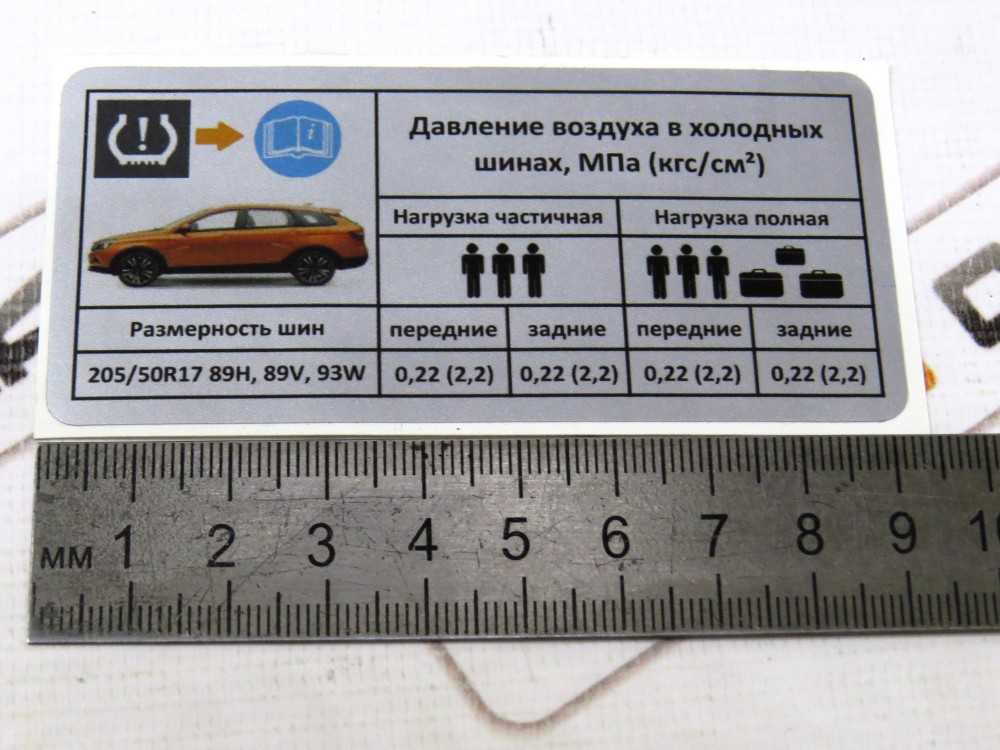 Давление воздуха в холодных
шинах, МПа (кгс/см²)
Нагрузка частичная Нагрузка полная
Размерность шин передние задние передние задние
205/50R17 89H, 89V, 93W 0,22 (2,2) 0,22 (2,2) 0,22 (2,2) 0,22 (2,2)
мм 1 2 3 4 5 6 7 8 9